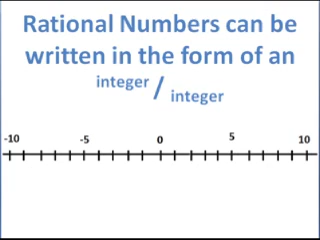 Rational Numbers can be
written in the form of an
integer / integer
-10 -5 0 5 10